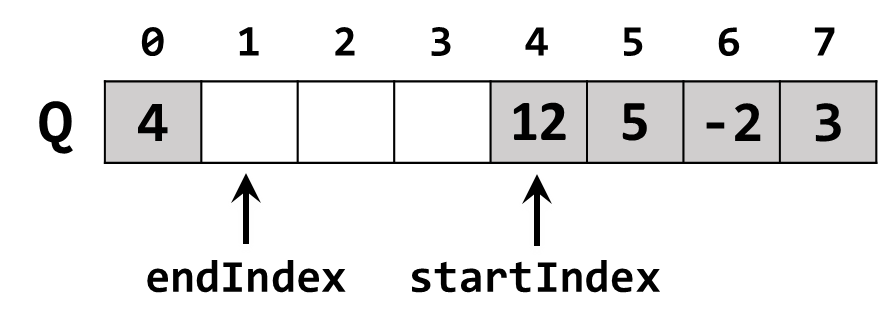 0 1 2 3 4 5 6 7
Q 4 12 5 -2 3
endIndex startIndex